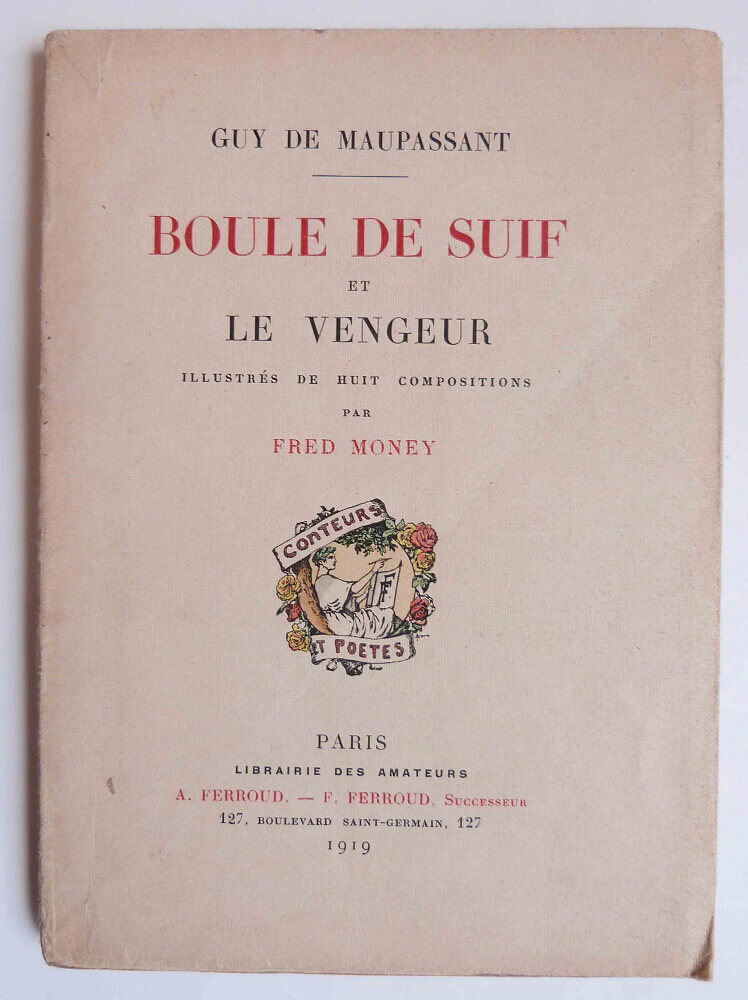 GUY DE MAUPASSANT
BOULE DE SUIF
ET
LE VENGEUR
ILLUSTRÉS DE HUIT COMPOSITIONS
PAR
FRED MONEY
CONTEURS
FF
ET POETES
PARIS
LIBRAIRIE DES AMATEURS
A. FERROUD. — F. FERROUD, SUCCESSEUR
127, BOULEVARD SAINT-GERMAIN, 127
1919